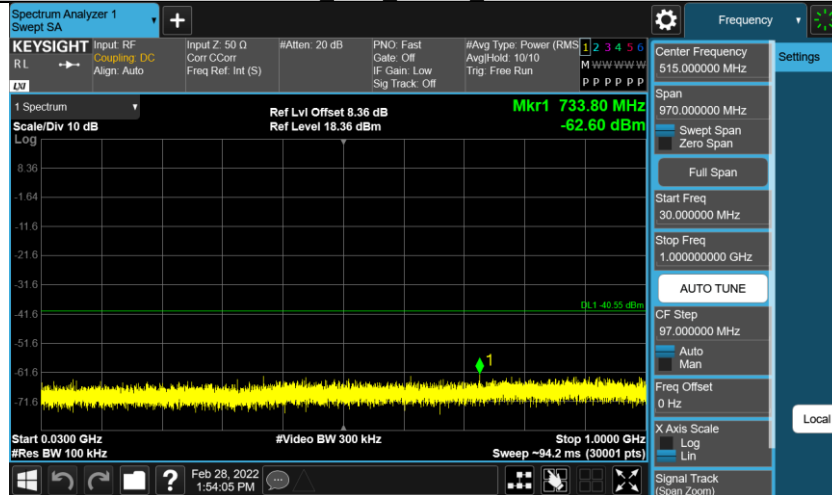 Spectrum Analyzer 1
Swept SA
Frequency
KEYSIGHT
R L
LXI
Input: RF
Coupling: DC
Align: Auto
Input Z: 50 Ω
Corr CCorr
Freq Ref: Int (S)
#Atten: 20 dB
PNO: Fast
Gate: Off
IF Gain: Low
Sig Track: Off
#Avg Type: Power (RMS
Avg|Hold: 10/10
Trig: Free Run
1 2 3 4 5 6
M W W W W W
P P P P P P
1 Spectrum
Scale/Div 10 dB
Log
Ref Lvl Offset 8.36 dB
Ref Level 18.36 dBm
Mkr1 733.80 MHz
-62.60 dBm
8.36
-1.64
-11.6
-21.6
-31.6
-41.6
-51.6
-61.6
-71.6
DL1 -40.55 dBm
1
Start 0.0300 GHz
#Res BW 100 kHz
#Video BW 300 kHz
Stop 1.0000 GHz
Sweep ~94.2 ms (30001 pts)
?
Feb 28, 2022
1:54:05 PM
Center Frequency
515.000000 MHz
Span
970.000000 MHz
Swept Span
Zero Span
Full Span
Start Freq
30.000000 MHz
Stop Freq
1.000000000 GHz
AUTO TUNE
CF Step
97.000000 MHz
Auto
Man
Freq Offset
0 Hz
X Axis Scale
Log
Lin
Signal Track
(Span Zoom)
Settings
Local